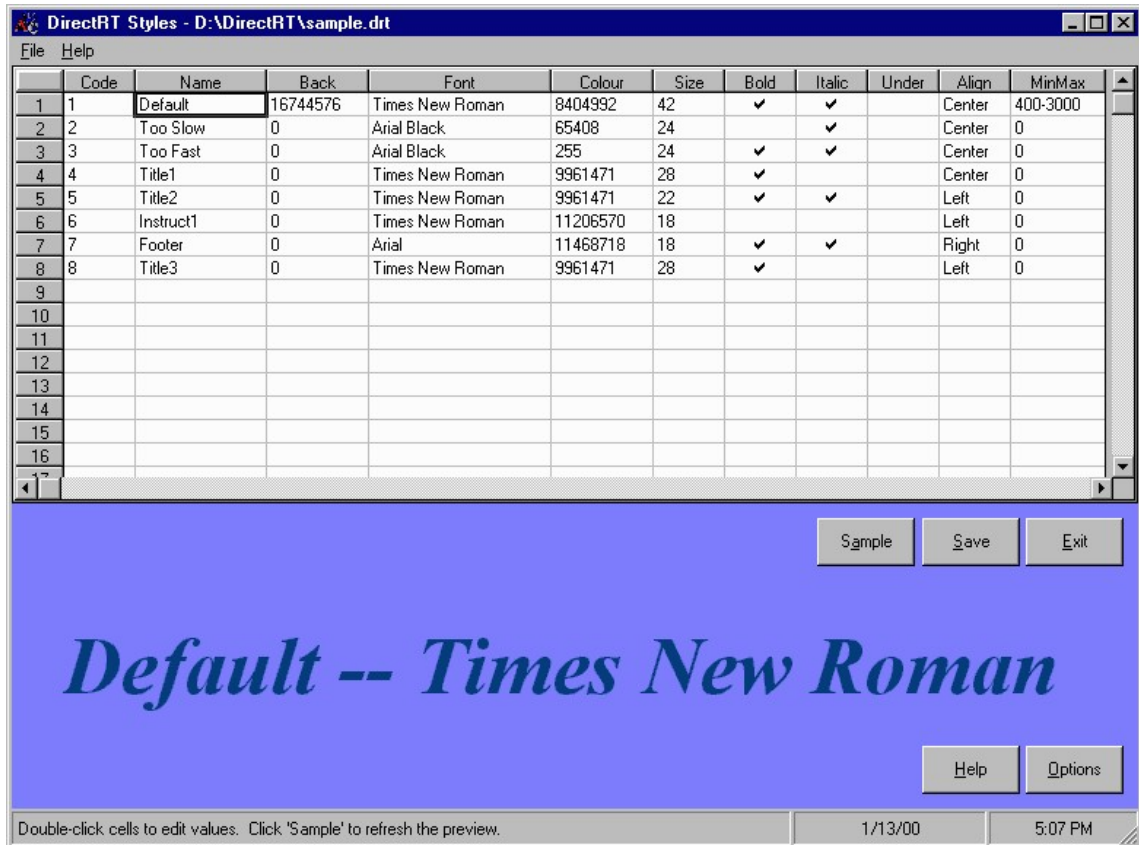 DirectRT Styles - D:\DirectRT\sample.drt
File Help
Code Name Back Font Colour Size Bold Italic Under Align MinMax
1 1 Default 16744576 Times New Roman 8404992 42 ✔ ✔ Center 400-3000
2 2 Too Slow 0 Arial Black 65408 24 ✔ Center 0
3 3 Too Fast 0 Arial Black 255 24 ✔ ✔ Center 0
4 4 Title1 0 Times New Roman 9961471 28 ✔ Center 0
5 5 Title2 0 Times New Roman 9961471 22 ✔ ✔ Left 0
6 6 Instruct1 0 Times New Roman 11206570 18 Left 0
7 7 Footer 0 Arial 11468718 18 ✔ ✔ Right 0
8 8 Title3 0 Times New Roman 9961471 28 ✔ Left 0
9
10
11
12
13
14
15
16
17
Sample Save Exit
Default -- Times New Roman
Help Options
Double-click cells to edit values. Click 'Sample' to refresh the preview. 1/13/00 5:07 PM